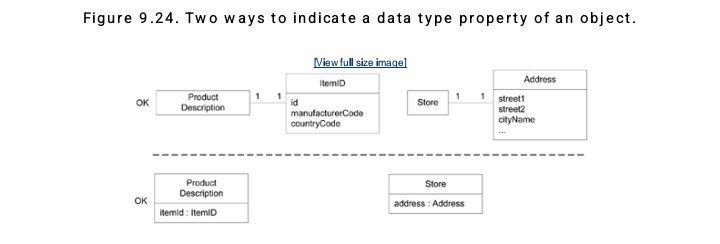 Figure 9.24. Two ways to indicate a data type property of an object.
[View full size image]
OK
Product
Description
1 1
ItemID
id
manufacturerCode
countryCode
Store
1 1
Address
street1
street2
cityName
...
OK
Product
Description
itemId : ItemID
Store
address : Address